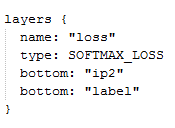 layers {
  name: "loss"
  type: SOFTMAX_LOSS
  bottom: "ip2"
  bottom: "label"
}